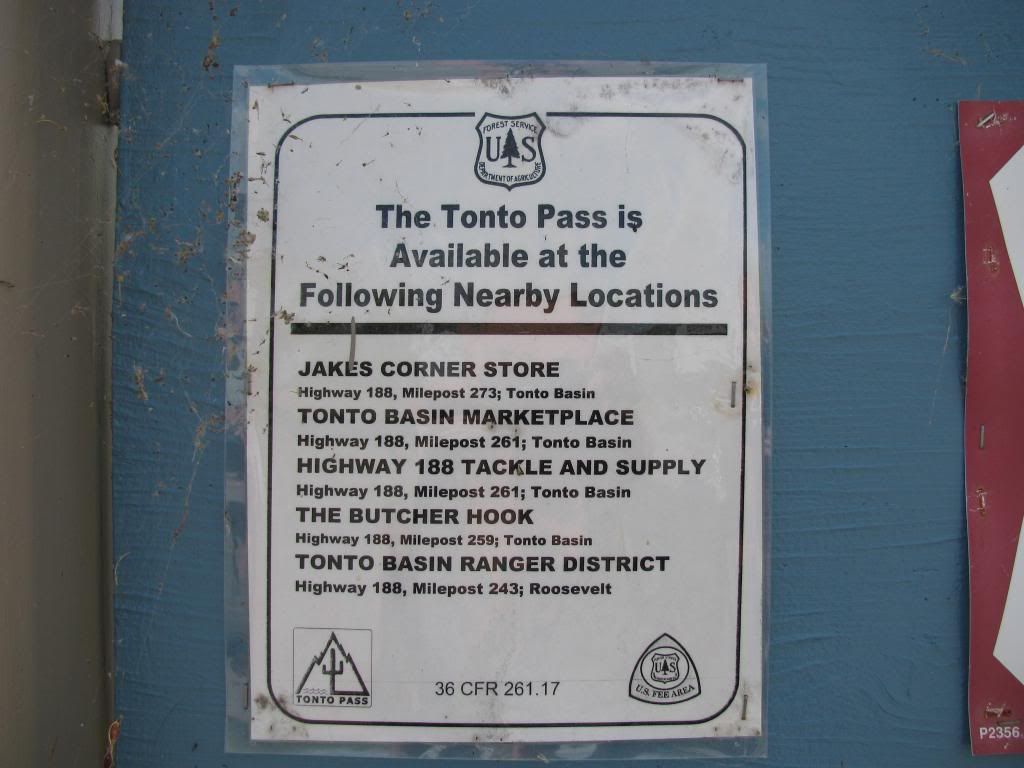 FOREST SERVICE
US
DEPARTMENT OF AGRICULTURE
The Tonto Pass is
Available at the
Following Nearby Locations
JAKES CORNER STORE
Highway 188, Milepost 273; Tonto Basin
TONTO BASIN MARKETPLACE
Highway 188, Milepost 261; Tonto Basin
HIGHWAY 188 TACKLE AND SUPPLY
Highway 188, Milepost 261; Tonto Basin
THE BUTCHER HOOK
Highway 188, Milepost 259; Tonto Basin
TONTO BASIN RANGER DISTRICT
Highway 188, Milepost 243; Roosevelt
TONTO PASS
36 CFR 261.17
US
U.S. FEE AREA
P2356